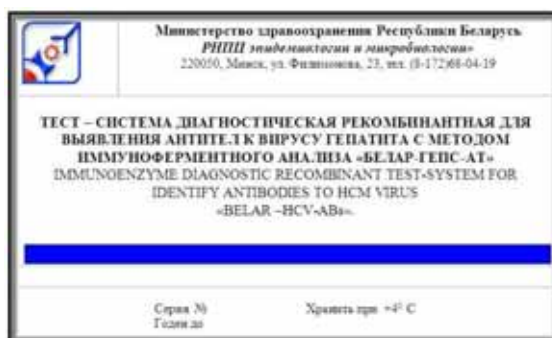 Министерство здравоохранения Республики Беларусь
РНПЦ эпидемиологии и микробиологии»
220050, Минск, ул. Филимонова, 23, тел. (8-172)68-04-19
ТЕСТ – СИСТЕМА ДИАГНОСТИЧЕСКАЯ РЕКОМБИНАНТНАЯ ДЛЯ
ВЫЯВЛЕНИЯ АНТИТЕЛ К ВИРУСУ ГЕПАТИТА С МЕТОДОМ
ИММУНОФЕРМЕНТНОГО АНАЛИЗА «БЕЛАР-ГЕПС-АТ»
IMMUNOENZYME DIAGNOSTIC RECOMBINANT TEST-SYSTEM FOR
IDENTIFY ANTIBODIES TO HCM VIRUS
«BELAR –HCV-ABs».
Серия № Хранить при +4° С
Годен до